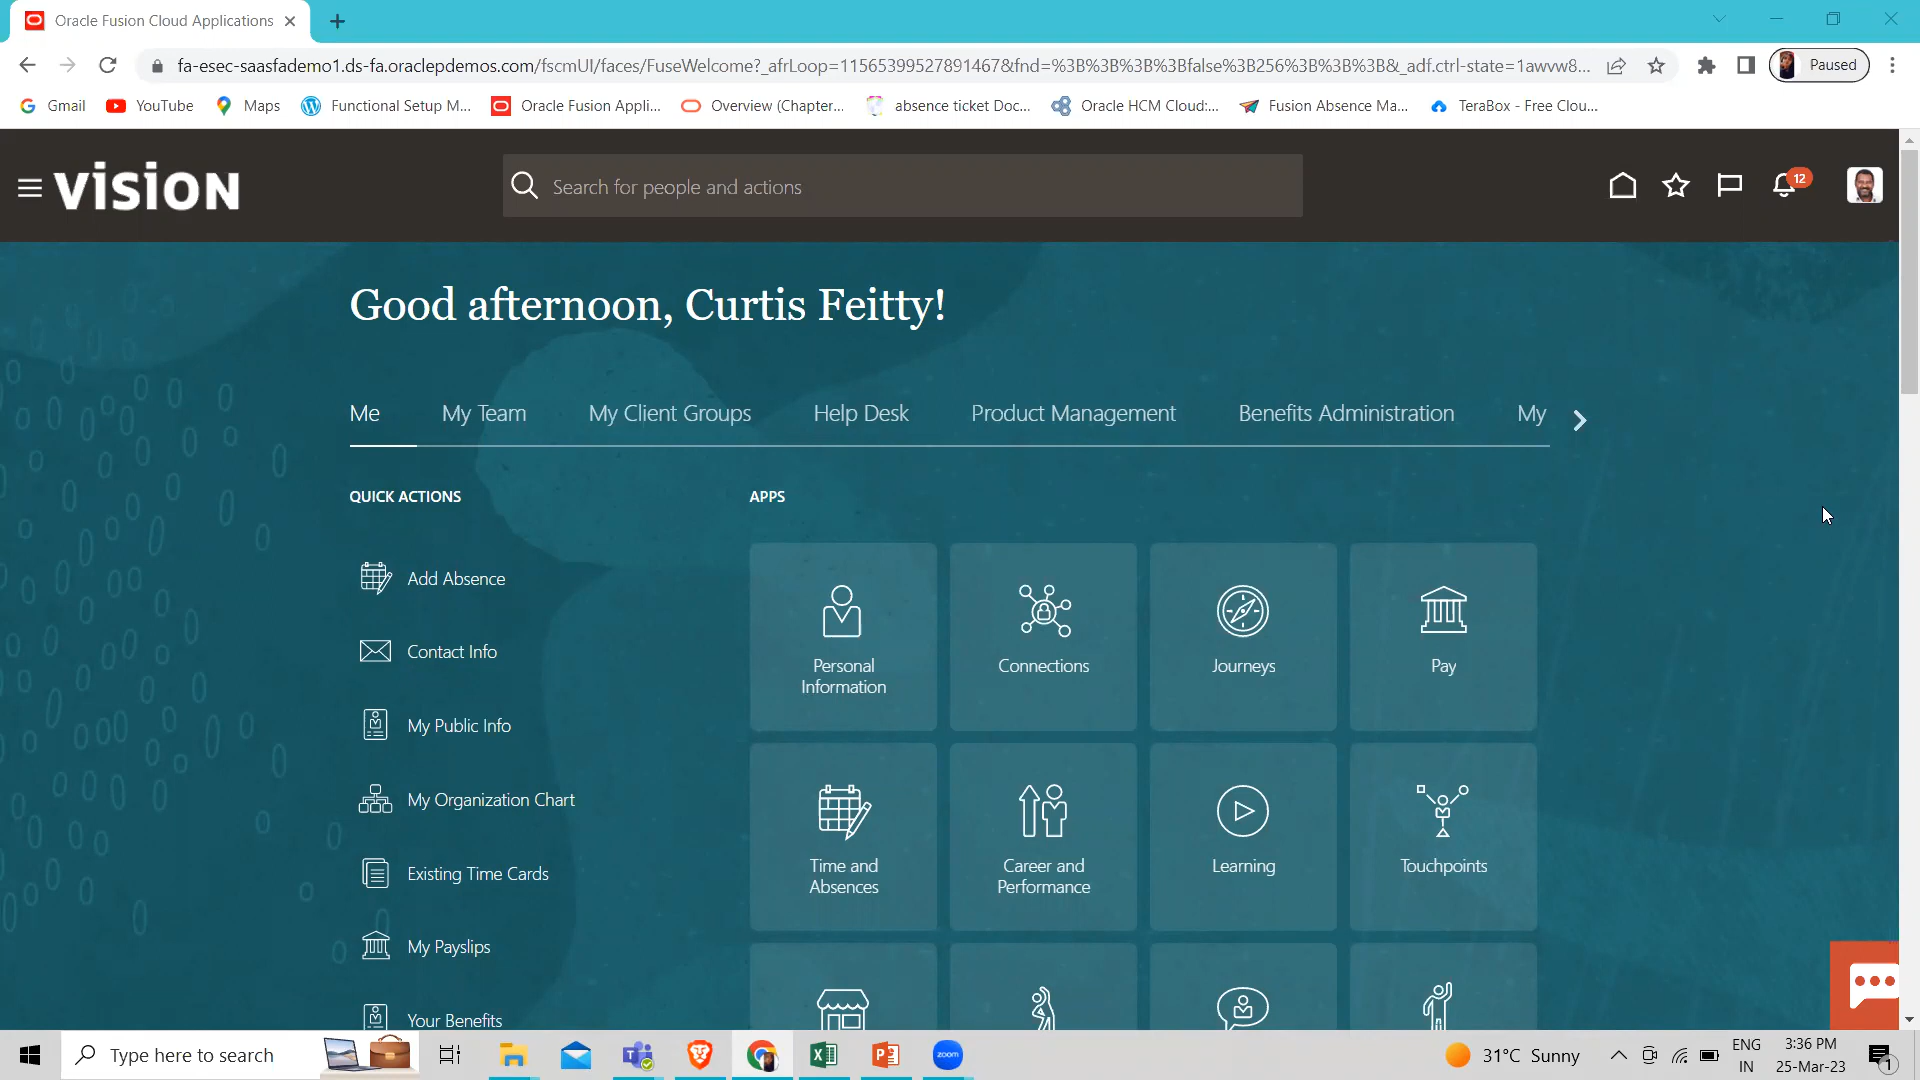 Oracle Fusion Cloud Applications
fa-esec-saasfademo1.ds-fa.oraclepdemos.com/fscmUI/faces/FuseWelcome?_afrLoop=11565399527891467&fnd=%3B%3B%3B%3Bfalse%3B256%3B%3B%3B&_adf.ctrl-state=1awvw8...
Paused
Gmail YouTube Maps Functional Setup M... Oracle Fusion Appli... Overview (Chapter... absence ticket Doc... Oracle HCM Cloud:... Fusion Absence Ma... TeraBox - Free Clou...
vision
Search for people and actions
12
Good afternoon, Curtis Feitty!
Me My Team My Client Groups Help Desk Product Management Benefits Administration My
QUICK ACTIONS
Add Absence
Contact Info
My Public Info
My Organization Chart
Existing Time Cards
My Payslips
Your Benefits
APPS
Personal
Information
Connections
Journeys
Pay
Time and
Absences
Career and
Performance
Learning
Touchpoints
Type here to search
zoom
31°C Sunny
ENG
IN
3:36 PM
25-Mar-23
1